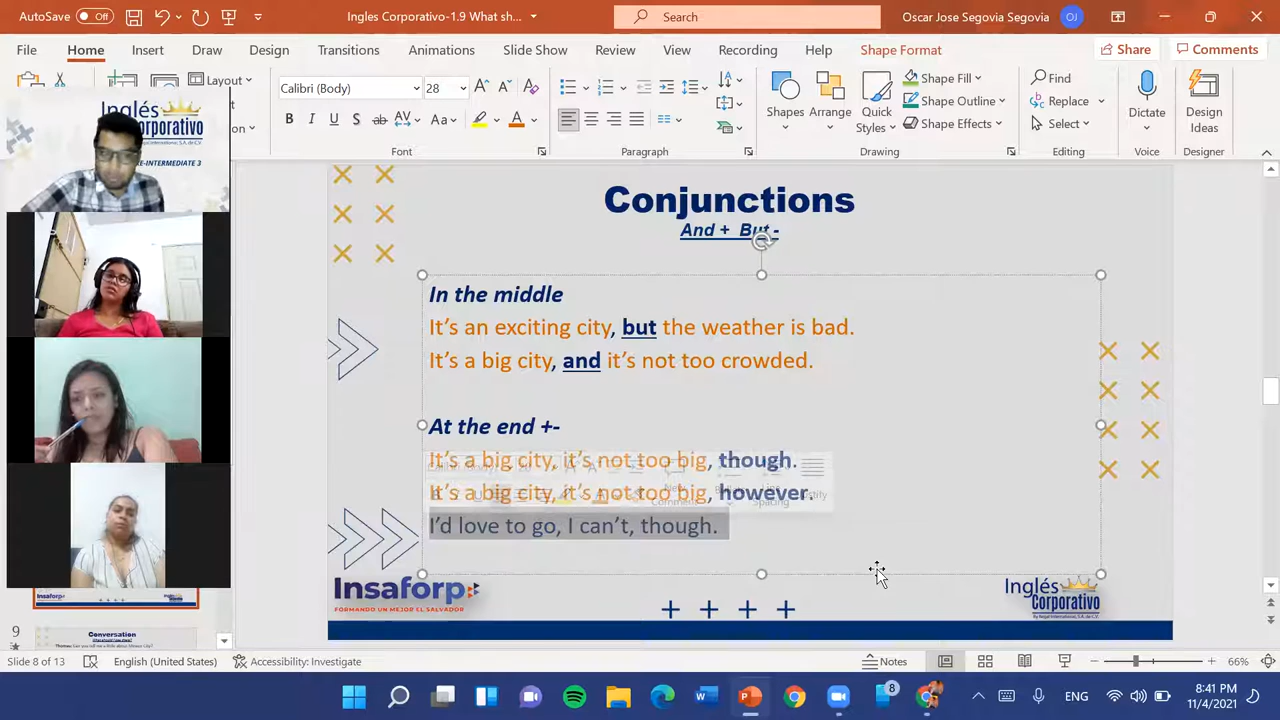 AutoSave Off Ingles Corporativo-1.9 What sh... Search Oscar Jose Segovia Segovia OJ
File Home Insert Draw Design Transitions Animations Slide Show Review View Recording Help Shape Format Share Comments
Layout Calibri (Body) 28 Shapes Arrange Quick Styles Shape Fill Shape Outline Shape Effects Find Replace Select Dictate Design Ideas
Font Paragraph Drawing Editing Voice Designer
Inglés
Corporativo
RE-INTERMEDIATE 3
Conjunctions
And + But -
In the middle
It’s an exciting city, but the weather is bad.
It’s a big city, and it’s not too crowded.
At the end +-
It’s a big city, it’s not too big, though.
It’s a big city, it’s not too big, however.
I’d love to go, I can’t, though.
Insaforp
FORMANDO UN MEJOR EL SALVADOR
Inglés
Corporativo
9
Conversation
Slide 8 of 13 English (United States) Accessibility: Investigate Notes 66%
8 ENG 8:41 PM
11/4/2021